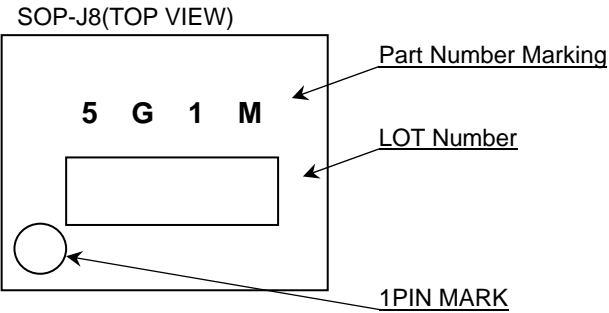 SOP-J8(TOP VIEW)
Part Number Marking
5 G 1 M
LOT Number
1PIN MARK